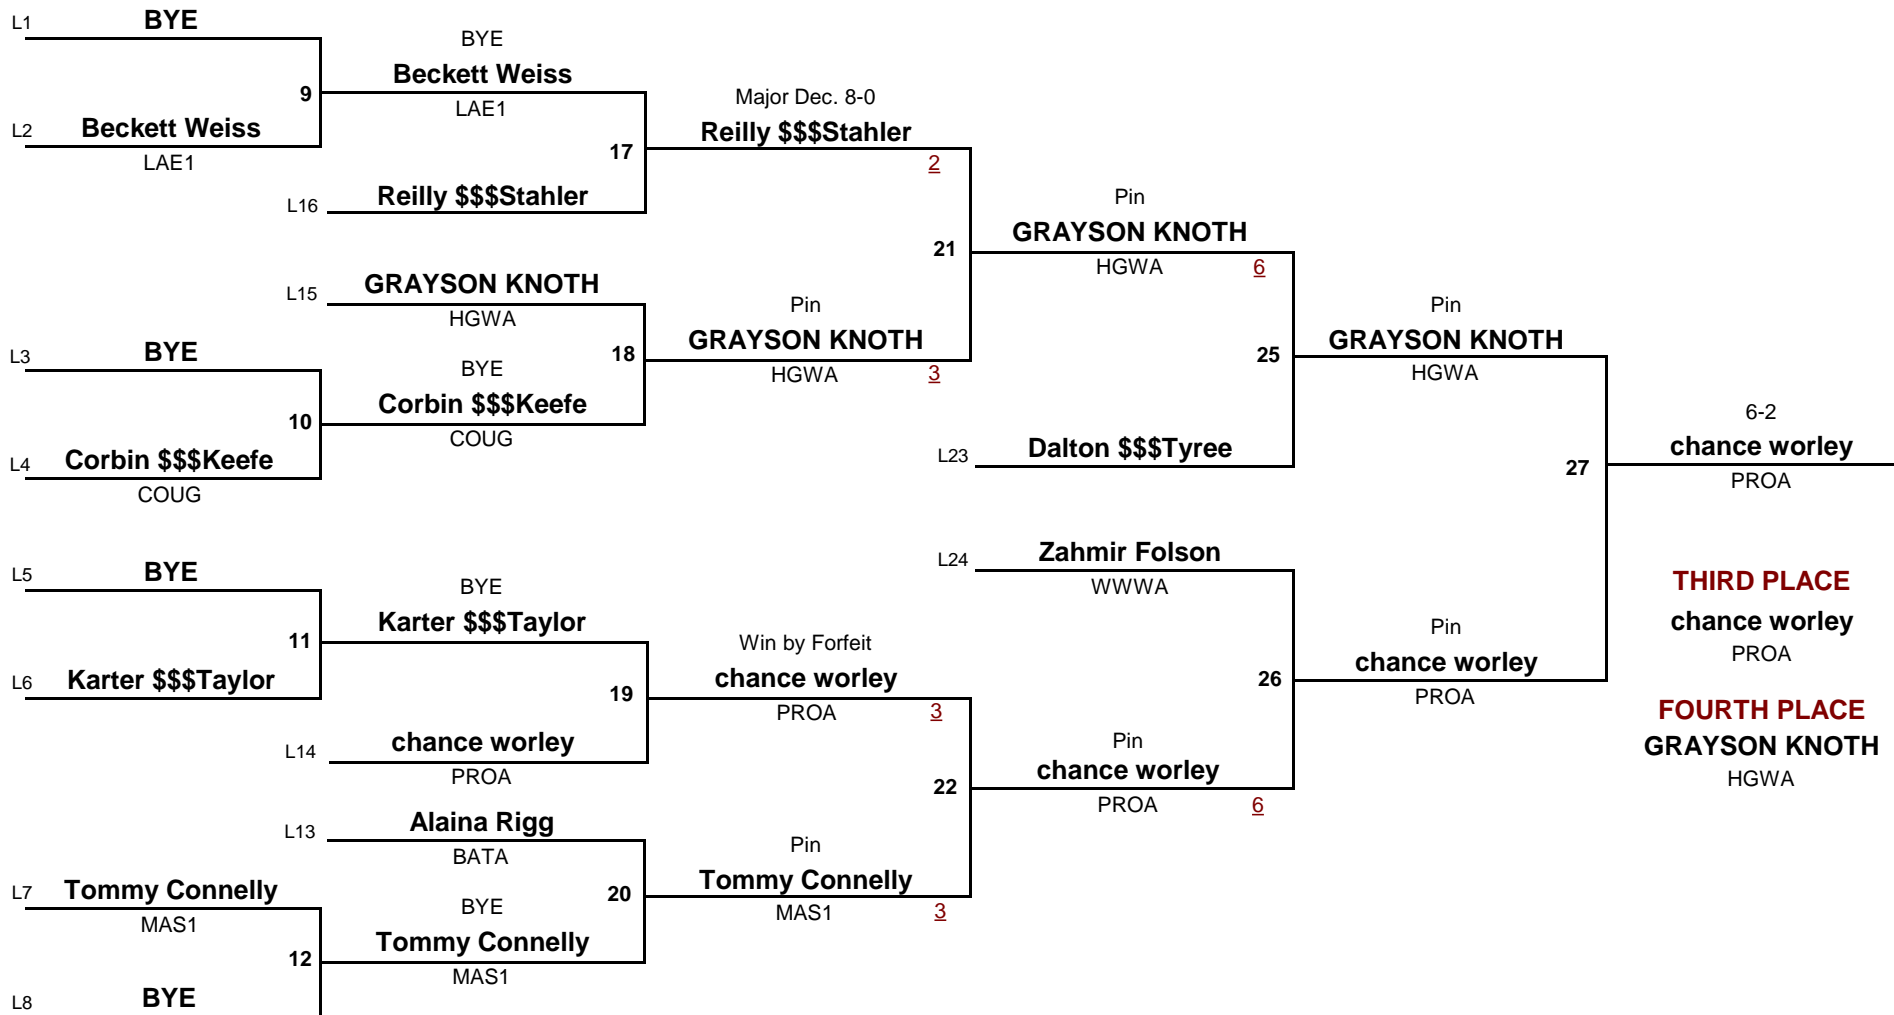 L1 BYE
9
L2 Beckett Weiss
LAE1
BYE
Beckett Weiss
LAE1
17
L16 Reilly $$$Stahler
Major Dec. 8-0
Reilly $$$Stahler
2
21
L15 GRAYSON KNOTH
HGWA
18
L3 BYE
10
L4 Corbin $$$Keefe
COUG
BYE
Corbin $$$Keefe
COUG
Pin
GRAYSON KNOTH
HGWA 3
Pin
GRAYSON KNOTH
HGWA 6
25
L23 Dalton $$$Tyree
Pin
GRAYSON KNOTH
HGWA
27
L5 BYE
11
L6 Karter $$$Taylor
BYE
Karter $$$Taylor
19
L14 chance worley
PROA
Win by Forfeit
chance worley
PROA 3
22
L13 Alaina Rigg
BATA
20
L7 Tommy Connelly
MAS1
12
L8 BYE
BYE
Tommy Connelly
MAS1
Pin
Tommy Connelly
MAS1 3
Pin
chance worley
PROA 6
L24 Zahmir Folson
WWWA
26
Pin
chance worley
PROA
6-2
chance worley
PROA
THIRD PLACE
chance worley
PROA
FOURTH PLACE
GRAYSON KNOTH
HGWA